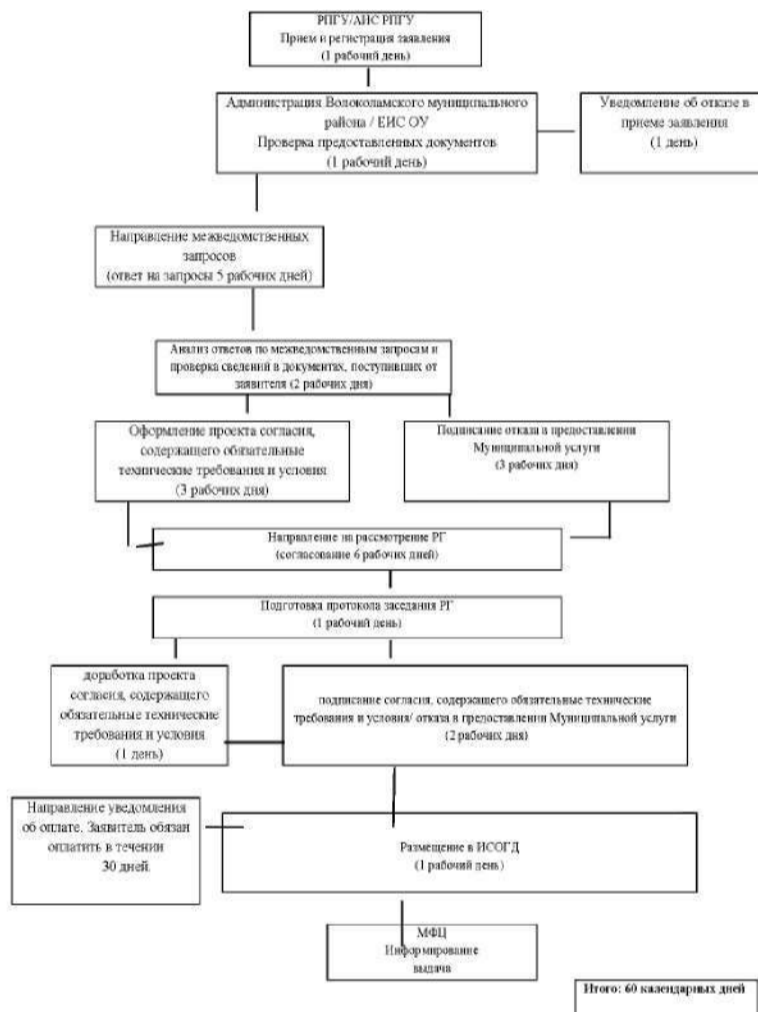 РПГУ/АИС РПГУ
Прием и регистрация заявления
(1 рабочий день)
Администрация Волоколамского муниципального
района / ЕИС ОУ
Проверка предоставленных документов
(1 рабочий день)
Уведомление об отказе в
приеме заявления
(1 день)
Направление межведомственных
запросов
(ответ на запросы 5 рабочих дней)
Анализ ответов по межведомственным запросам и
проверка сведений в документах, поступивших от
заявителя (2 рабочих дня)
Оформление проекта согласия,
содержащего обязательные
технические требования и условия
(3 рабочих дня)
Подписание отказа в предоставлении
Муниципальной услуги
(3 рабочих дня)
Направление на рассмотрение РГ
(согласование 6 рабочих дней)
Подготовка протокола заседания РГ
(1 рабочий день)
доработка проекта
согласия, содержащего
обязательные технические
требования и условия
(1 день)
подписание согласия, содержащего обязательные технические
требования и условия/ отказа в предоставлении Муниципальной услуги
(2 рабочих дня)
Направление уведомления
об оплате. Заявитель обязан
оплатить в течении
30 дней.
Размещение в ИСОГД
(1 рабочий день)
МФЦ
Информирование
выдача
Итого: 60 календарных дней